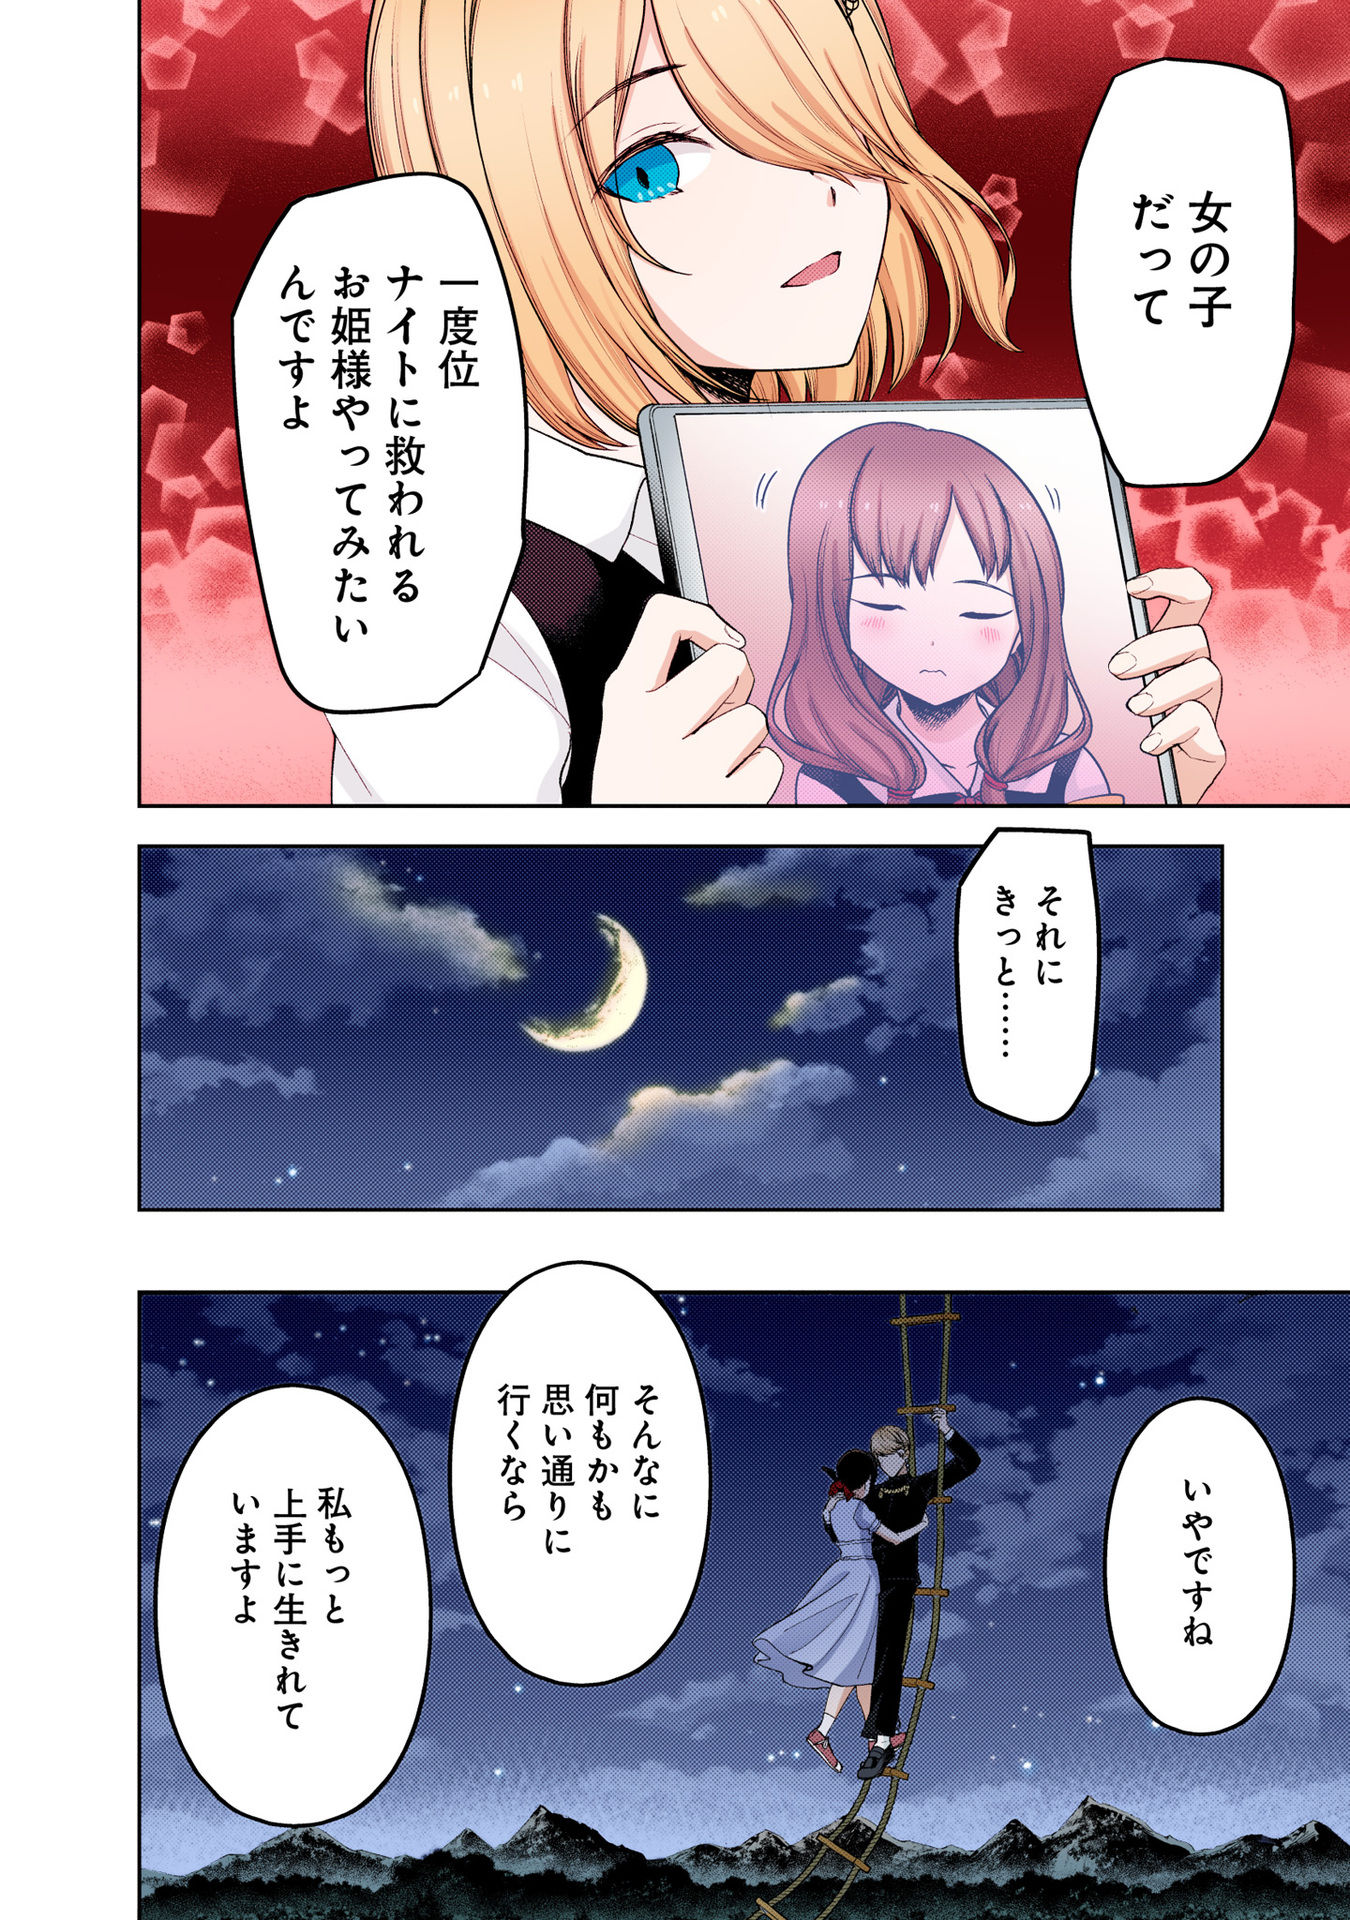 女の子
だって
一度位
ナイトに救われる
お姫様やってみたい
んですよ
それに
きっと……
いやですね
そんなに
何もかも
思い通りに
行くなら
私もっと
上手に生きれて
いますよ